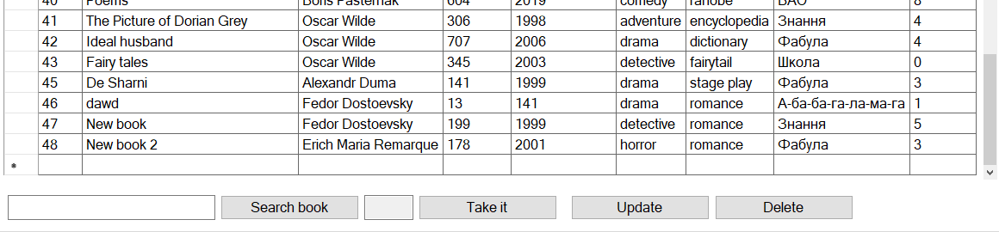 40 Poems Boris Pasternak 604 2019 comedy ranobe BAO 8
41 The Picture of Dorian Grey Oscar Wilde 306 1998 adventure encyclopedia Знання 4
42 Ideal husband Oscar Wilde 707 2006 drama dictionary Фабула 4
43 Fairy tales Oscar Wilde 345 2003 detective fairytail Школа 0
45 De Sharni Alexandr Duma 141 1999 drama stage play Фабула 3
46 dawd Fedor Dostoevsky 13 141 drama romance А-ба-ба-га-ла-ма-га 1
47 New book Fedor Dostoevsky 199 1999 detective romance Знання 5
48 New book 2 Erich Maria Remarque 178 2001 horror romance Фабула 3
*
Search book Take it Update Delete